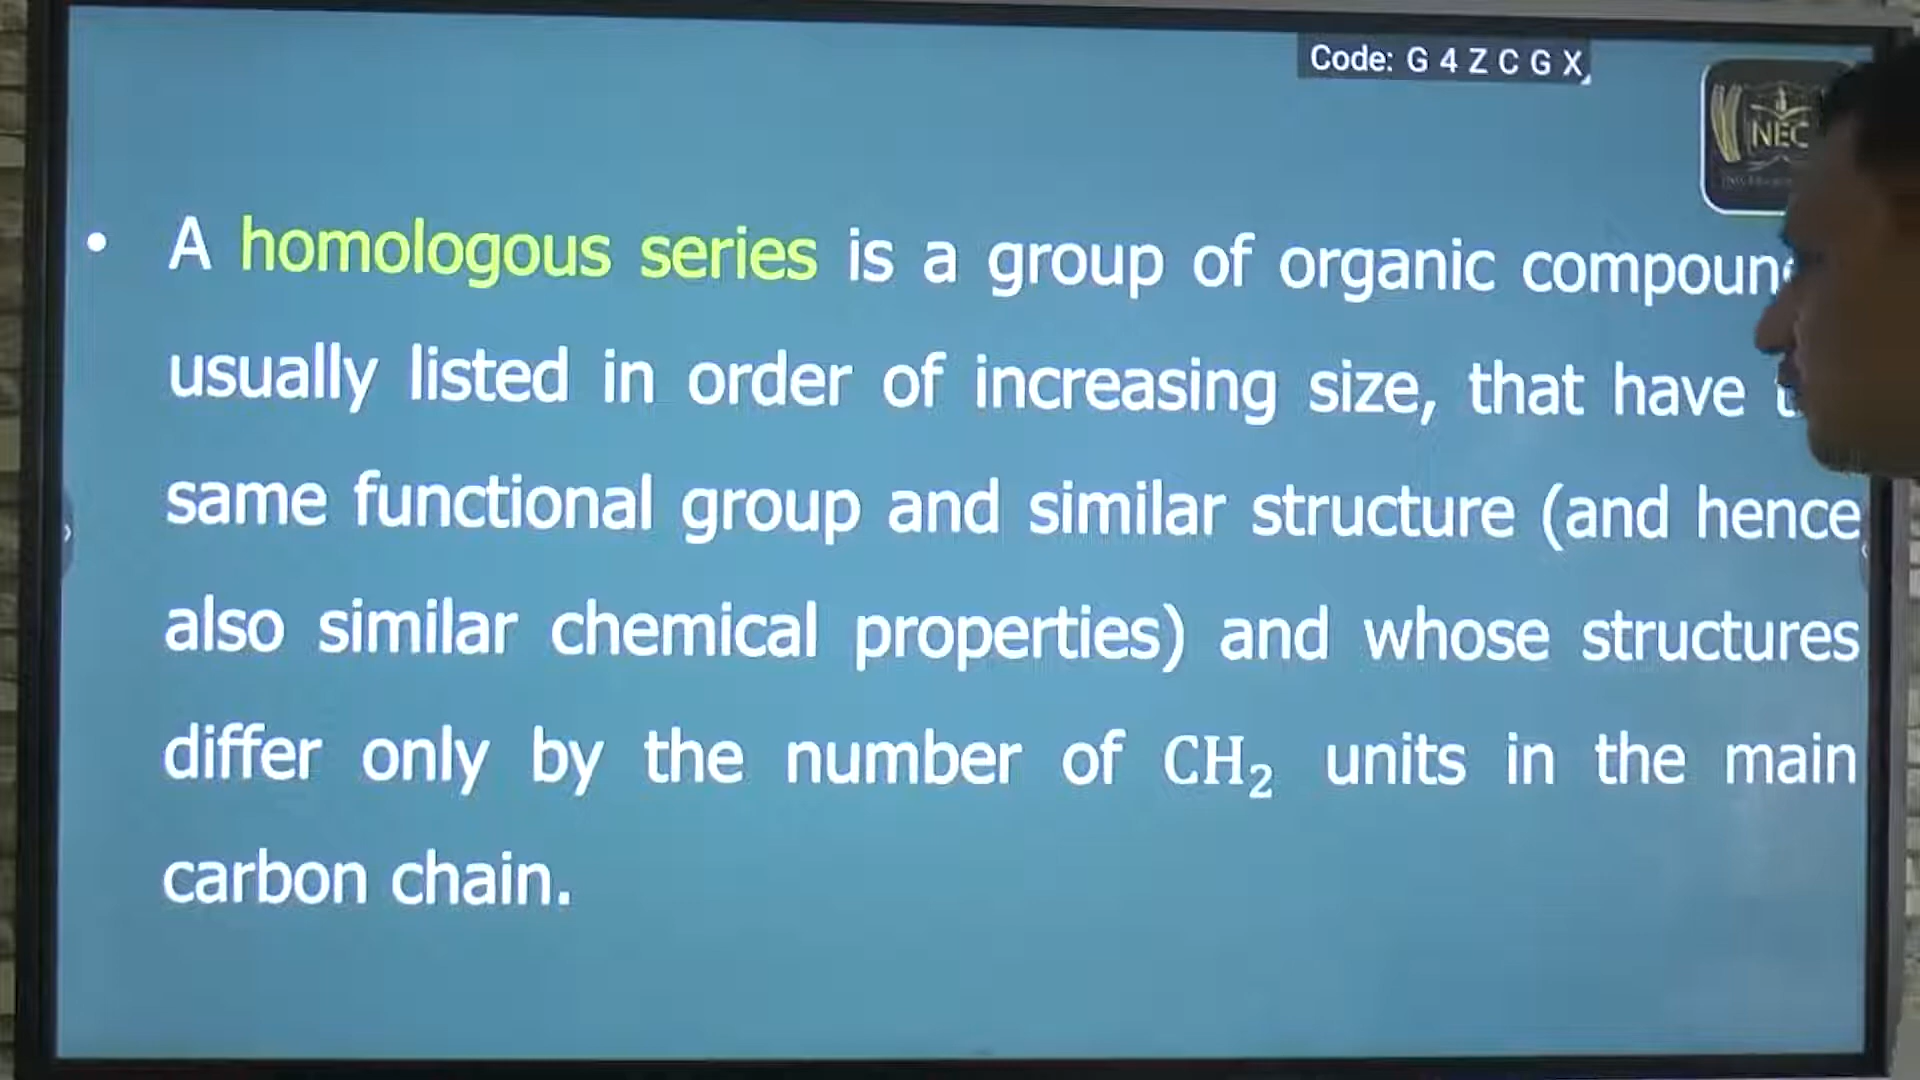 Code: G 4 Z C G X
NEC
• A homologous series is a group of organic
usually listed in order of increasing size, that have
same functional group and similar structure (and hence
also similar chemical properties) and whose structures
differ only by the number of CH₂ units in the main
carbon chain.